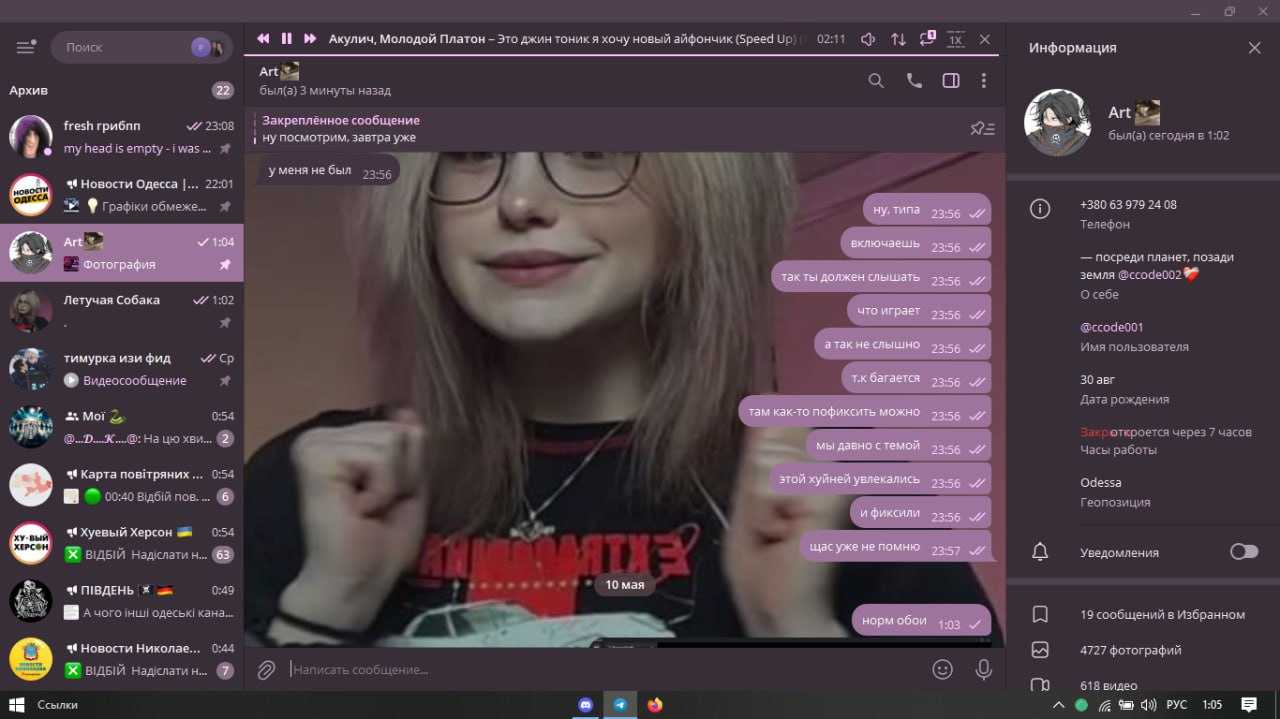 Акулич, Молодой Платон – Это джин тоник я хочу новый айфончик (Speed Up)
02:11
1X
Поиск
Архив
22
fresh грибпп
23:08
my head is empty - i was ...
НОВОСТИ ОДЕССА
Новости Одесса |...
22:01
Графіки обмеже...
Art
1:04
Фотография
Летучая Собака
1:02
.
тимурка изи фид
Ср
Видеосообщение
Мої
0:54
@...D....K....@: На цю хви...
2
Карта повітряних ...
0:54
00:40 Відбій пов. ...
6
ХУ·ВЫЙ ХЕРСОН
Хуевый Херсон
0:54
ВІДБІЙ Надіслати н...
63
ПІВДЕНЬ
0:49
А чого інші одеські кана...
Новости Николае...
0:44
ВІДБІЙ Надіслати н...
7
Art
был(а) 3 минуты назад
Закреплённое сообщение
ну посмотрим, завтра уже
у меня не был 23:56
ну, типа 23:56
включаешь 23:56
так ты должен слышать 23:56
что играет 23:56
а так не слышно 23:56
т.к багается 23:56
там как-то пофиксить можно 23:56
мы давно с темой 23:56
этой хуйней увлекались 23:56
и фиксили 23:56
щас уже не помню 23:57
10 мая
норм обои 1:03
Написать сообщение...
Информация
Art
был(а) сегодня в 1:02
+380 63 979 24 08
Телефон
— посреди планет, позади
земля @ccode002
О себе
@ccode001
Имя пользователя
30 авг
Дата рождения
откроется через 7 часов
Часы работы
Odessa
Геопозиция
Уведомления
19 сообщений в Избранном
4727 фотографий
618 видео
Ссылки
РУС
1:05